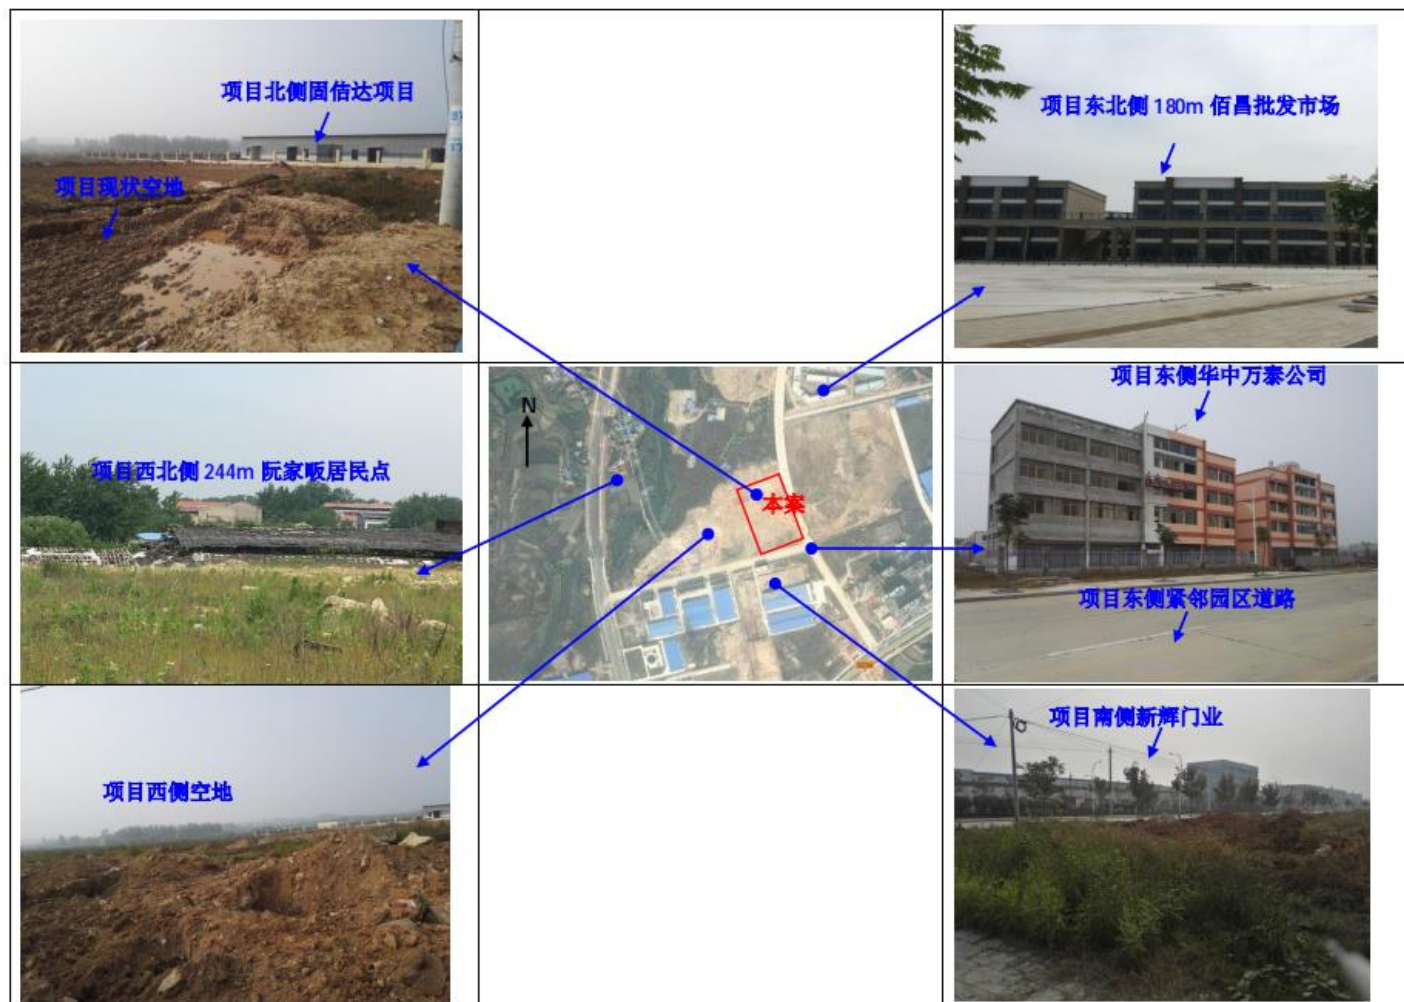 项目北侧固信达项目
项目现状空地
项目东北侧 180m 佰昌批发市场
项目西北侧 244m 阮家畈居民点
N
本案
项目东侧华中万泰公司
项目东侧紧邻园区道路
项目西侧空地
项目南侧新辉门业